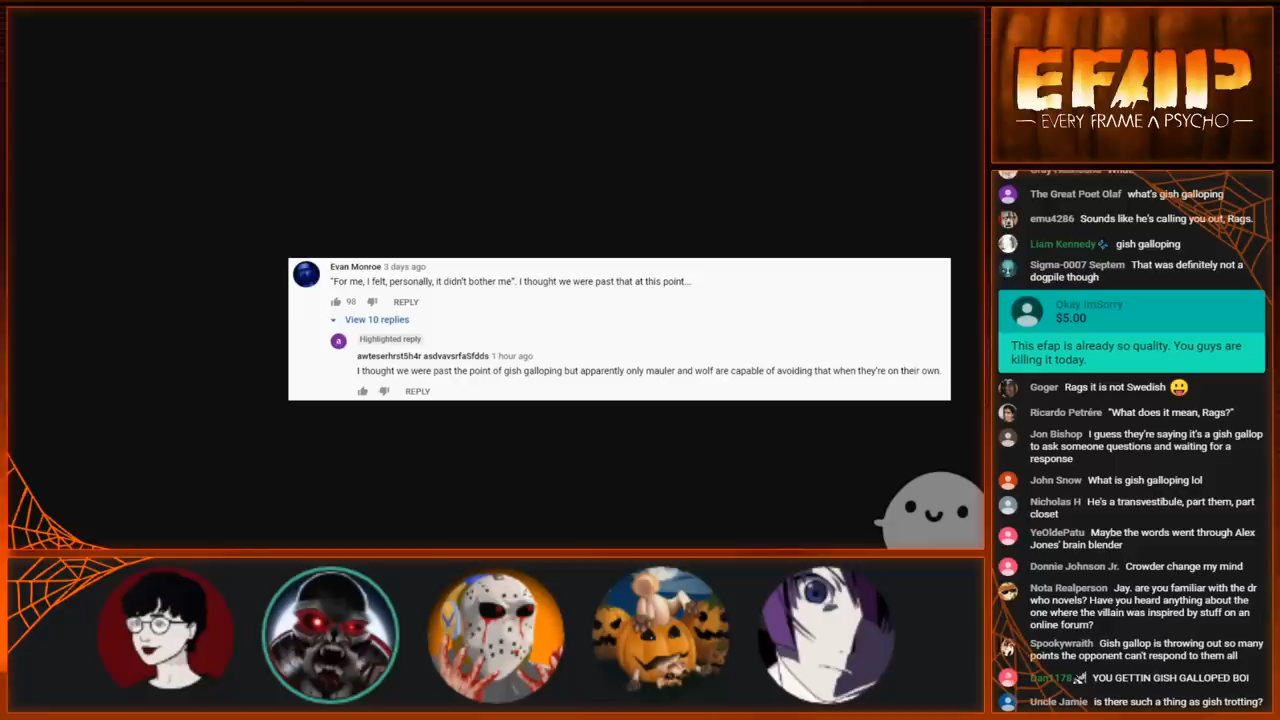 EFAP
EVERY FRAME A PSYCHO
Evan Monroe 3 days ago
"For me, I felt, personally, it didn't bother me". I thought we were past that at this point...
98 REPLY
View 10 replies
a
Highlighted reply
awteserhrst5h4r asdvavsrfaSfdds 1 hour ago
I thought we were past the point of gish galloping but apparently only mauler and wolf are capable of avoiding that when they're on their own.
REPLY
The Great Poet Olaf what's gish galloping
emu4286 Sounds like he's calling you out, Rags.
Liam Kennedy gish galloping
Sigma-0007 Septem That was definitely not a
dogpile though
Okay ImSorry
$5.00
This efap is already so quality. You guys are
killing it today.
Goger Rags it is not Swedish
Ricardo Petrére "What does it mean, Rags?"
Jon Bishop I guess they're saying it's a gish gallop
to ask someone questions and waiting for a
response
John Snow What is gish galloping lol
Nicholas H He's a transvestibule, part them, part
closet
YeOldePatu Maybe the words went through Alex
Jones' brain blender
Donnie Johnson Jr. Crowder change my mind
Nota Realperson Jay. are you familiar with the dr
who novels? Have you heard anything about the
one where the villain was inspired by stuff on an
online forum?
Spookywraith Gish gallop is throwing out so many
points the opponent can't respond to them all
Dan1178 YOU GETTIN GISH GALLOPED BOI
Uncle Jamie is there such a thing as gish trotting?